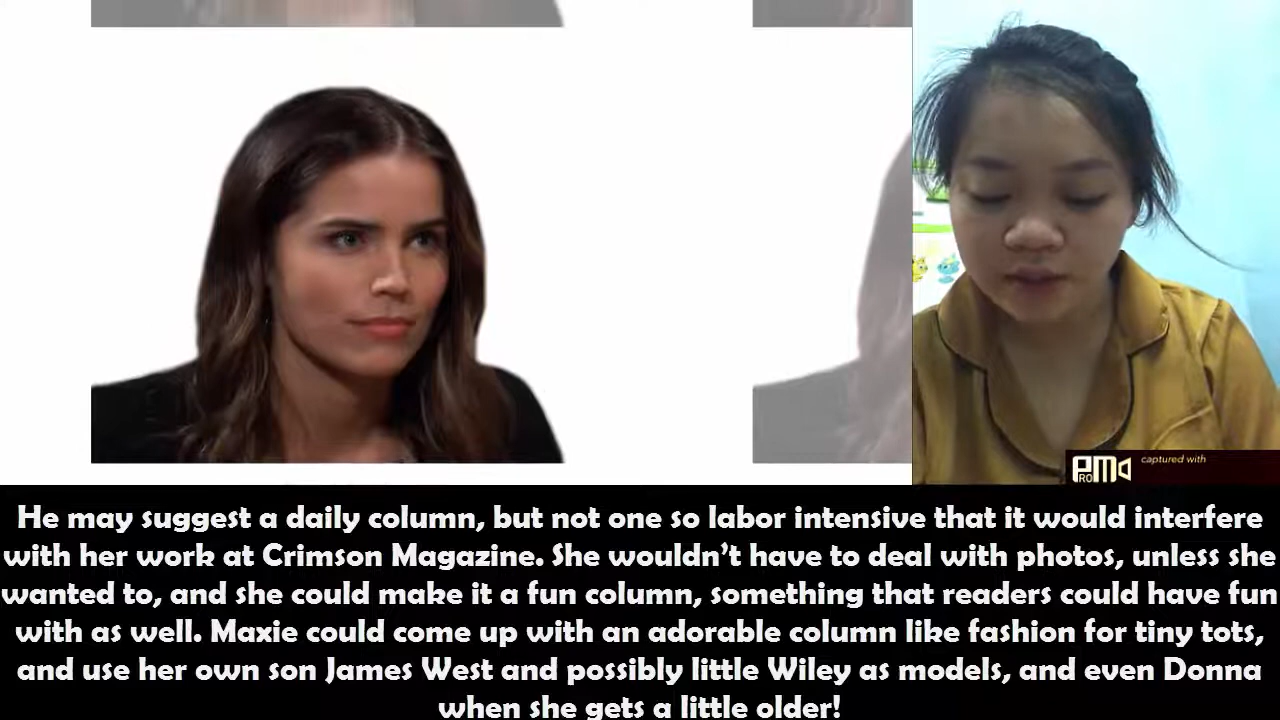 captured with
PROM
He may suggest a daily column, but not one so labor intensive that it would interfere
with her work at Crimson Magazine. She wouldn't have to deal with photos, unless she
wanted to, and she could make it a fun column, something that readers could have fun
with as well. Maxie could come up with an adorable column like fashion for tiny tots,
and use her own son James West and possibly little Wiley as models, and even Donna
when she gets a little older!